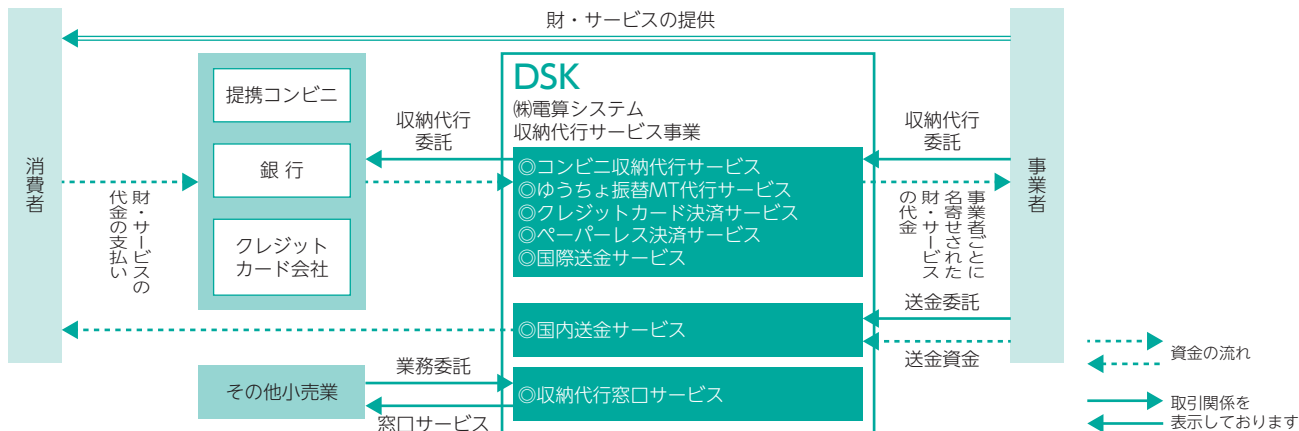 財・サービスの提供
消費者
財・サービスの
代金の支払い
提携コンビニ
銀 行
クレジット
カード会社
収納代行
委託
DSK
㈱電算システム
収納代行サービス事業
◎コンビニ収納代行サービス
◎ゆうちょ振替MT代行サービス
◎クレジットカード決済サービス
◎ペーパーレス決済サービス
◎国際送金サービス
収納代行
委託
事業者ごとに
名寄せされた
財・サービス
の代金
事業者
◎国内送金サービス
送金委託
送金資金
その他小売業
業務委託
窓口サービス
◎収納代行窓口サービス
資金の流れ
取引関係を
表示しております